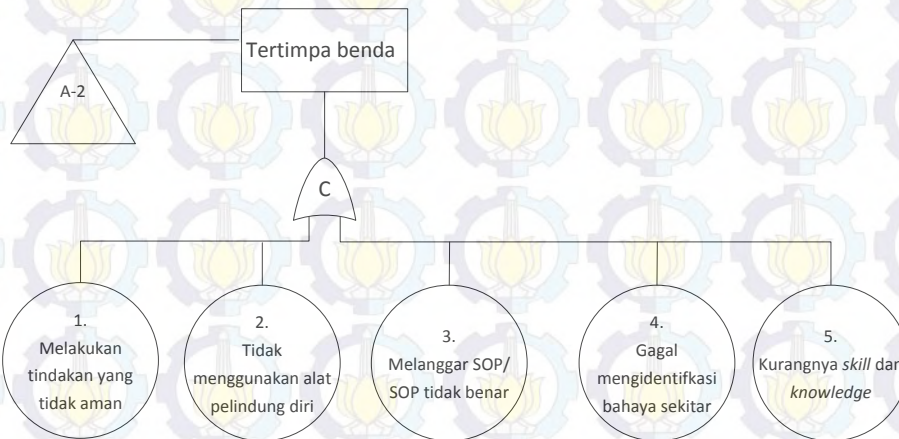 Tertimpa benda
A-2
C
1.
Melakukan
tindakan yang
tidak aman
2.
Tidak
menggunakan alat
pelindung diri
3.
Melanggar SOP/
SOP tidak benar
4.
Gagal
mengidentifkasi
bahaya sekitar
5.
Kurangnya skill dan
knowledge